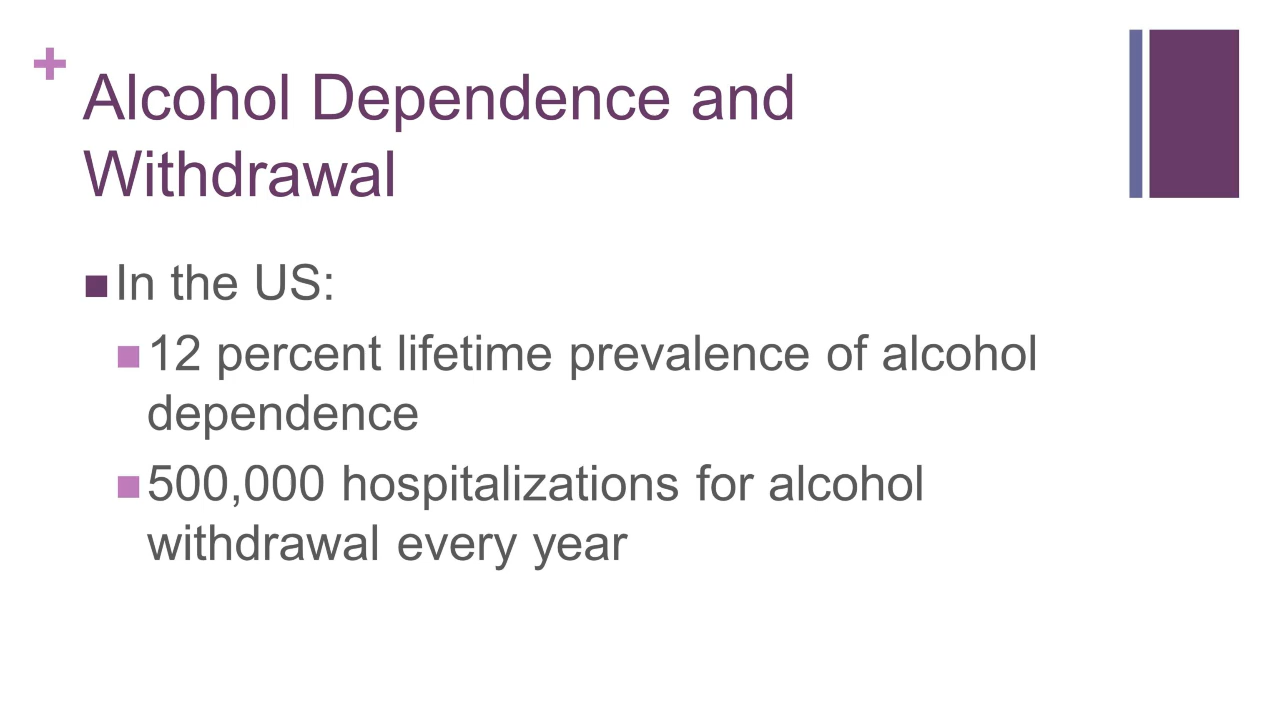 Alcohol Dependence and
Withdrawal
In the US:
12 percent lifetime prevalence of alcohol
dependence
500,000 hospitalizations for alcohol
withdrawal every year